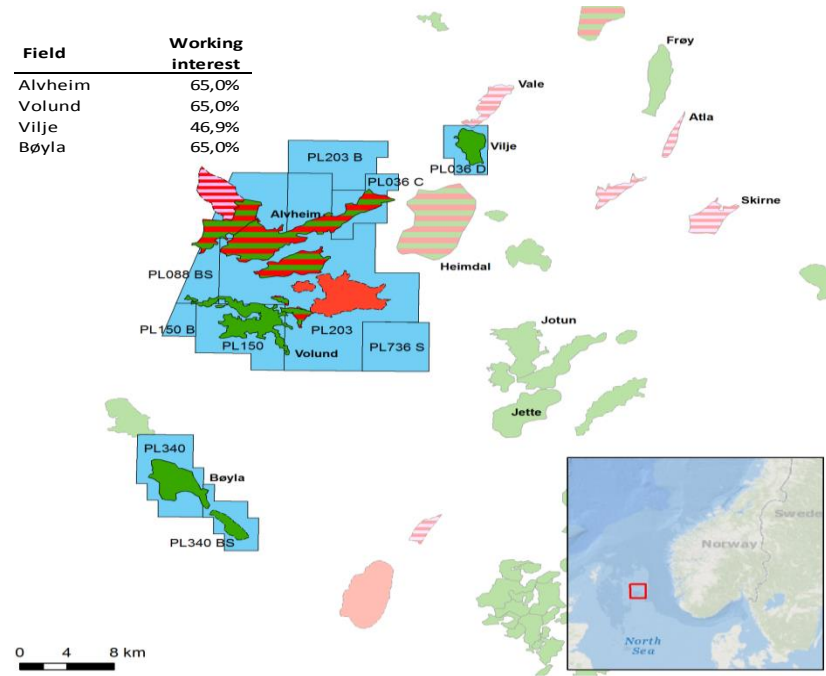 Field Working interest
Alvheim 65,0%
Volund 65,0%
Vilje 46,9%
Bøyla 65,0%
Frøy
Vale
Atla
Vilje
PL203 B
PL036 D
PL036 C
Skirne
Alvheim
Heimdal
PL088 BS
Jotun
PL150 B
PL203
PL150
Volund
PL736 S
Jette
PL340
Bøyla
PL340 BS
Norway
Swede
North
Sea
0 4 8 km